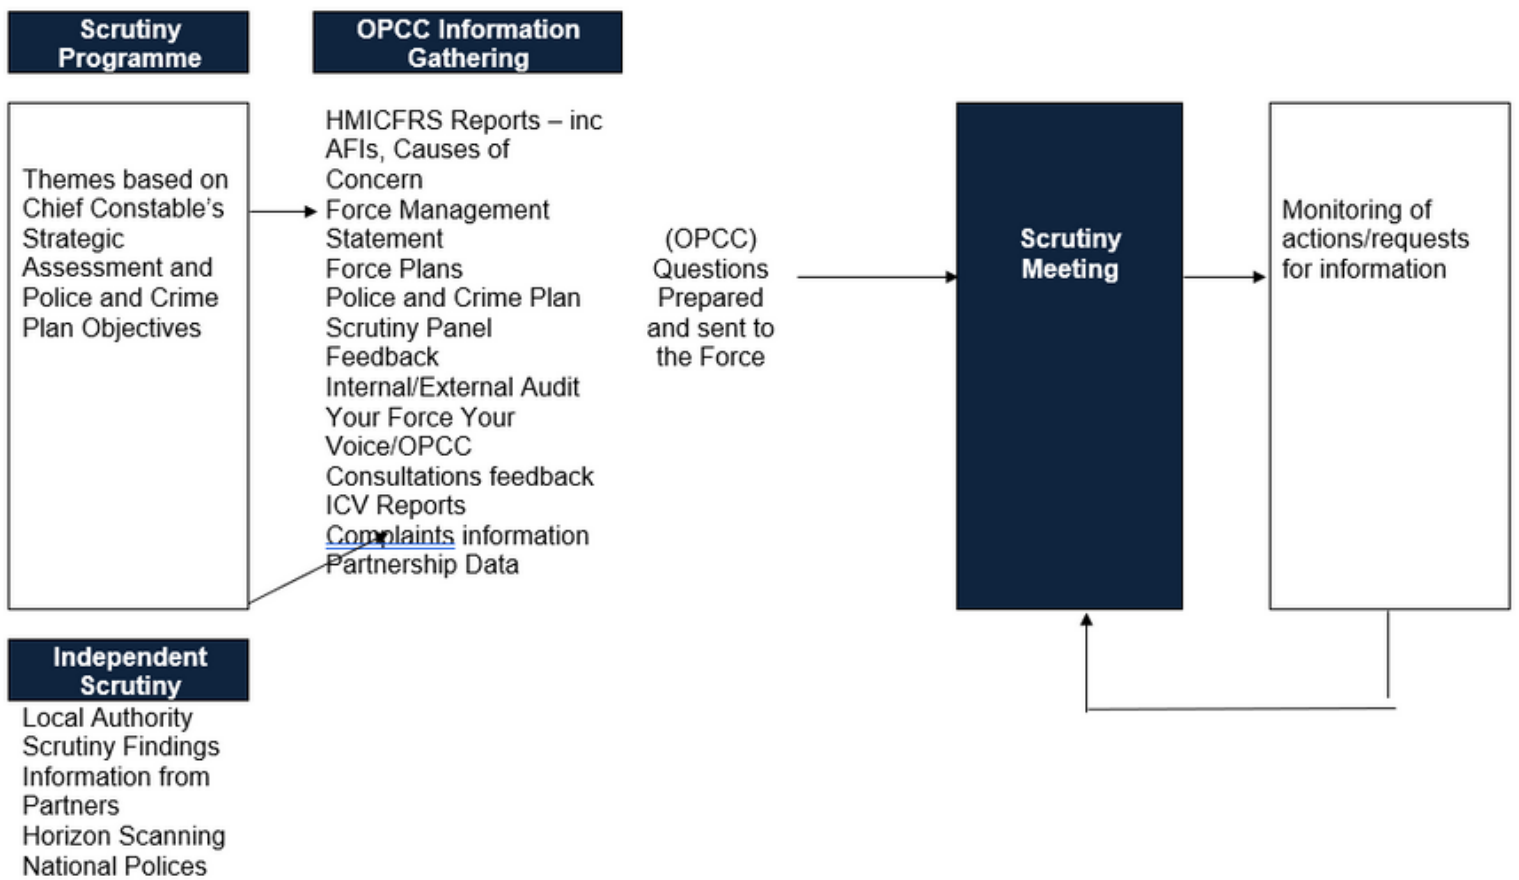 Scrutiny
Programme
OPCC Information
Gathering
Themes based on
Chief Constable’s
Strategic
Assessment and
Police and Crime
Plan Objectives
HMICFRS Reports – inc
AFIs, Causes of
Concern
Force Management
Statement
Force Plans
Police and Crime Plan
Scrutiny Panel
Feedback
Internal/External Audit
Your Force Your
Voice/OPCC
Consultations feedback
ICV Reports
Complaints information
Partnership Data
(OPCC)
Questions
Prepared
and sent to
the Force
Scrutiny
Meeting
Monitoring of
actions/requests
for information
Independent
Scrutiny
Local Authority
Scrutiny Findings
Information from
Partners
Horizon Scanning
National Polices